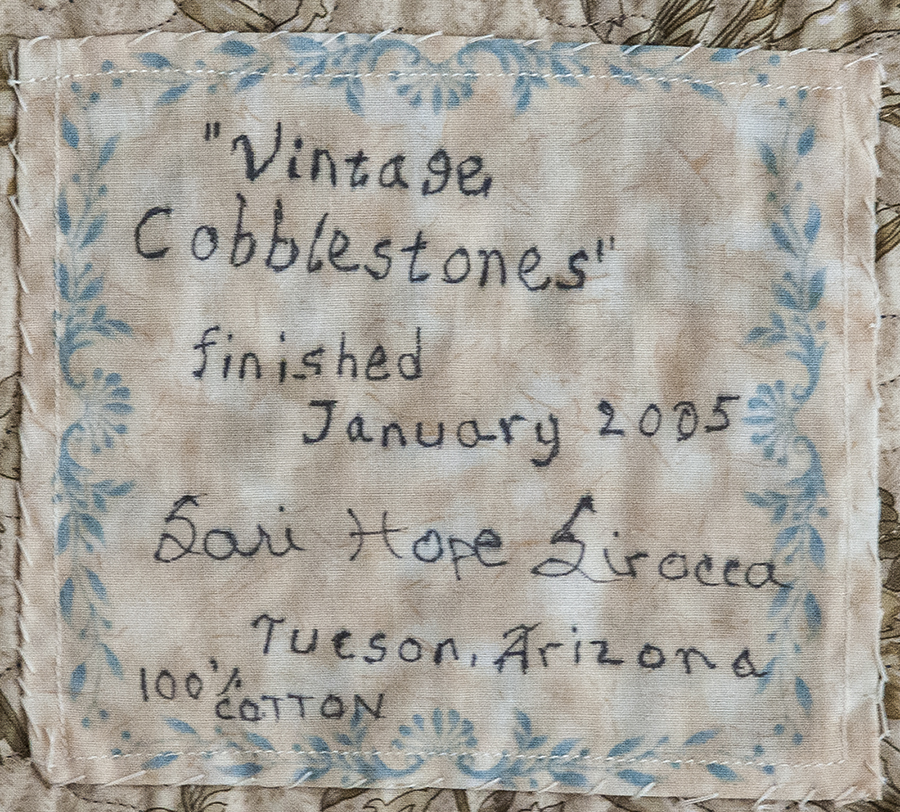 "Vintage
Cobblestones"
finished
January 2005
Sari Hope Sirocca
Tucson, Arizona
100%
COTTON